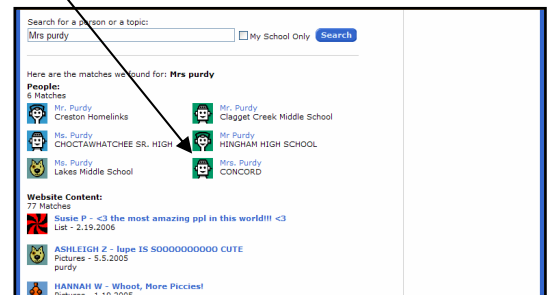 Search for a person or a topic:
Mrs purdy
My School Only
Search
Here are the matches we found for: Mrs purdy
People:
6 Matches
Mr. Purdy
Creston Homelinks
Mr. Purdy
Clagget Creek Middle School
Ms. Purdy
CHOCTAWHATCHEE SR. HIGH
Mr Purdy
HINGHAM HIGH SCHOOL
Ms. Purdy
Lakes Middle School
Mrs. Purdy
CONCORD
Website Content:
77 Matches
Susie P - <3 the most amazing ppl in this world!!! <3
List - 2.19.2006
ASHLEIGH Z - lupe IS SOOOOOOOOOO CUTE
Pictures - 5.5.2005
purdy
HANNAH W - Whoot, More Piccies!
Pictures - 1.10.2005